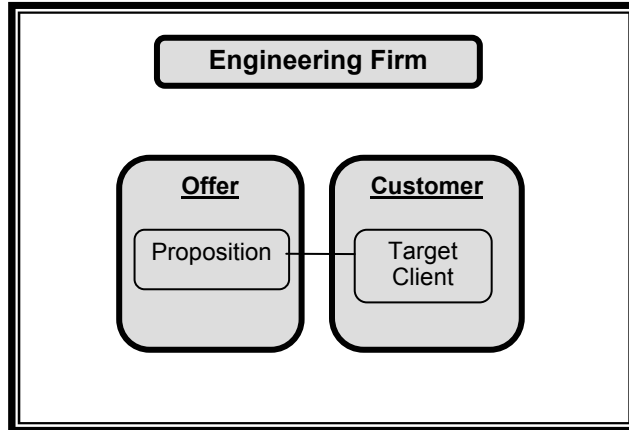 Engineering Firm
Offer
Customer
Proposition
Target
Client